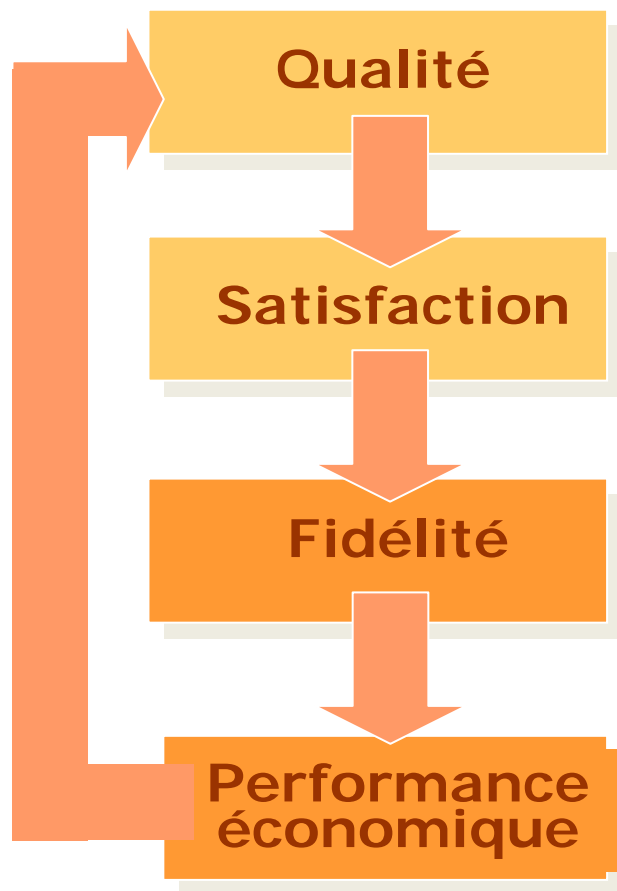 Qualité
Satisfaction
Fidélité
Performance
économique